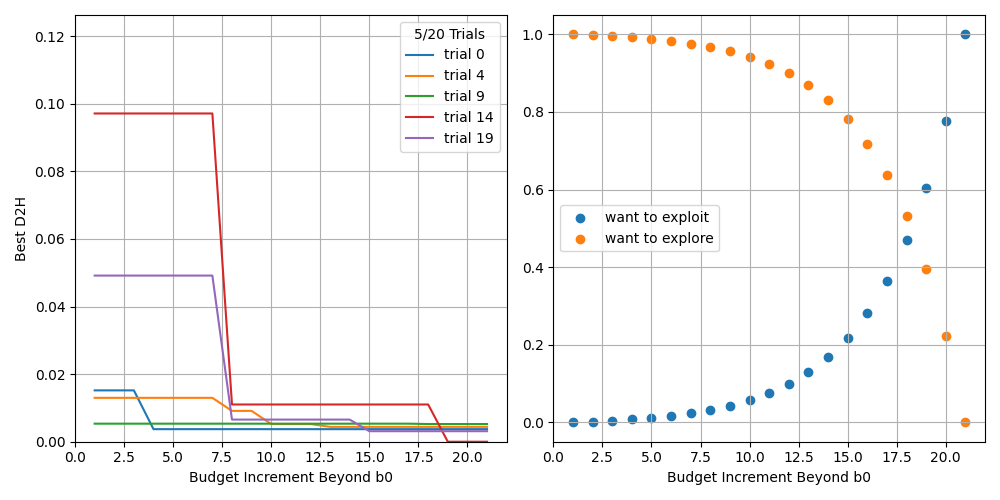 5/20 Trials
trial 0
trial 4
trial 9
trial 14
trial 19
0.12
0.10
0.08
0.06
0.04
0.02
0.00
Best D2H
0.0 2.5 5.0 7.5 10.0 12.5 15.0 17.5 20.0
Budget Increment Beyond b0
1.0
0.8
0.6
0.4
0.2
0.0
want to exploit
want to explore
0.0 2.5 5.0 7.5 10.0 12.5 15.0 17.5 20.0
Budget Increment Beyond b0